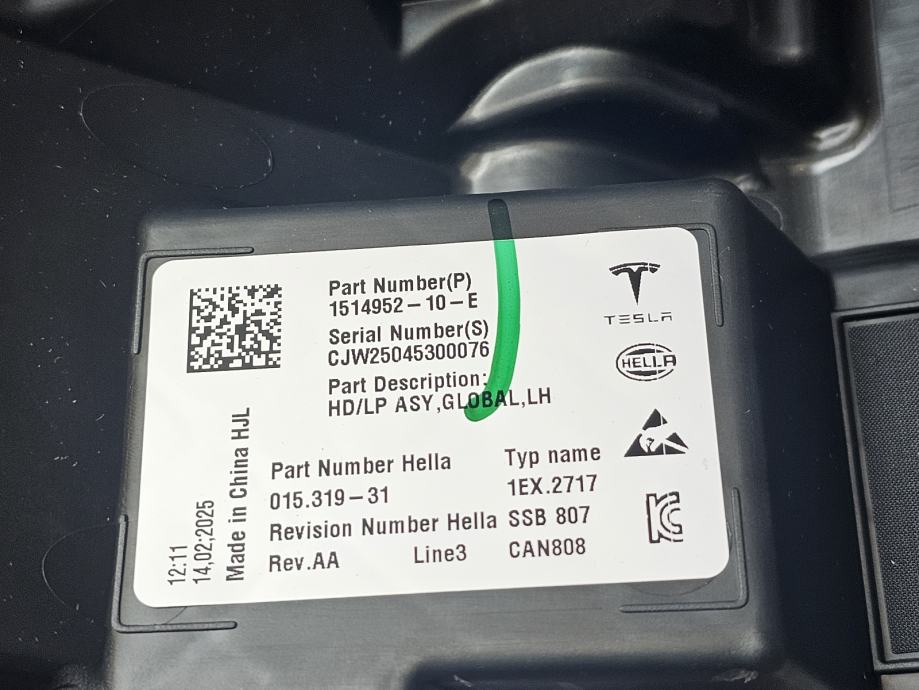 Part Number(P)
1514952-10-E
Serial Number(S)
CJW25045300076
Part Description:
HD/LP ASY,GLOBAL,LH
TESLA
HELLA
Part Number Hella
015.319-31
Revision Number Hella
Rev.AA
Line3
Typ name
1EX.2717
SSB 807
CAN808
12:11
14,02;2025
Made in China HJL